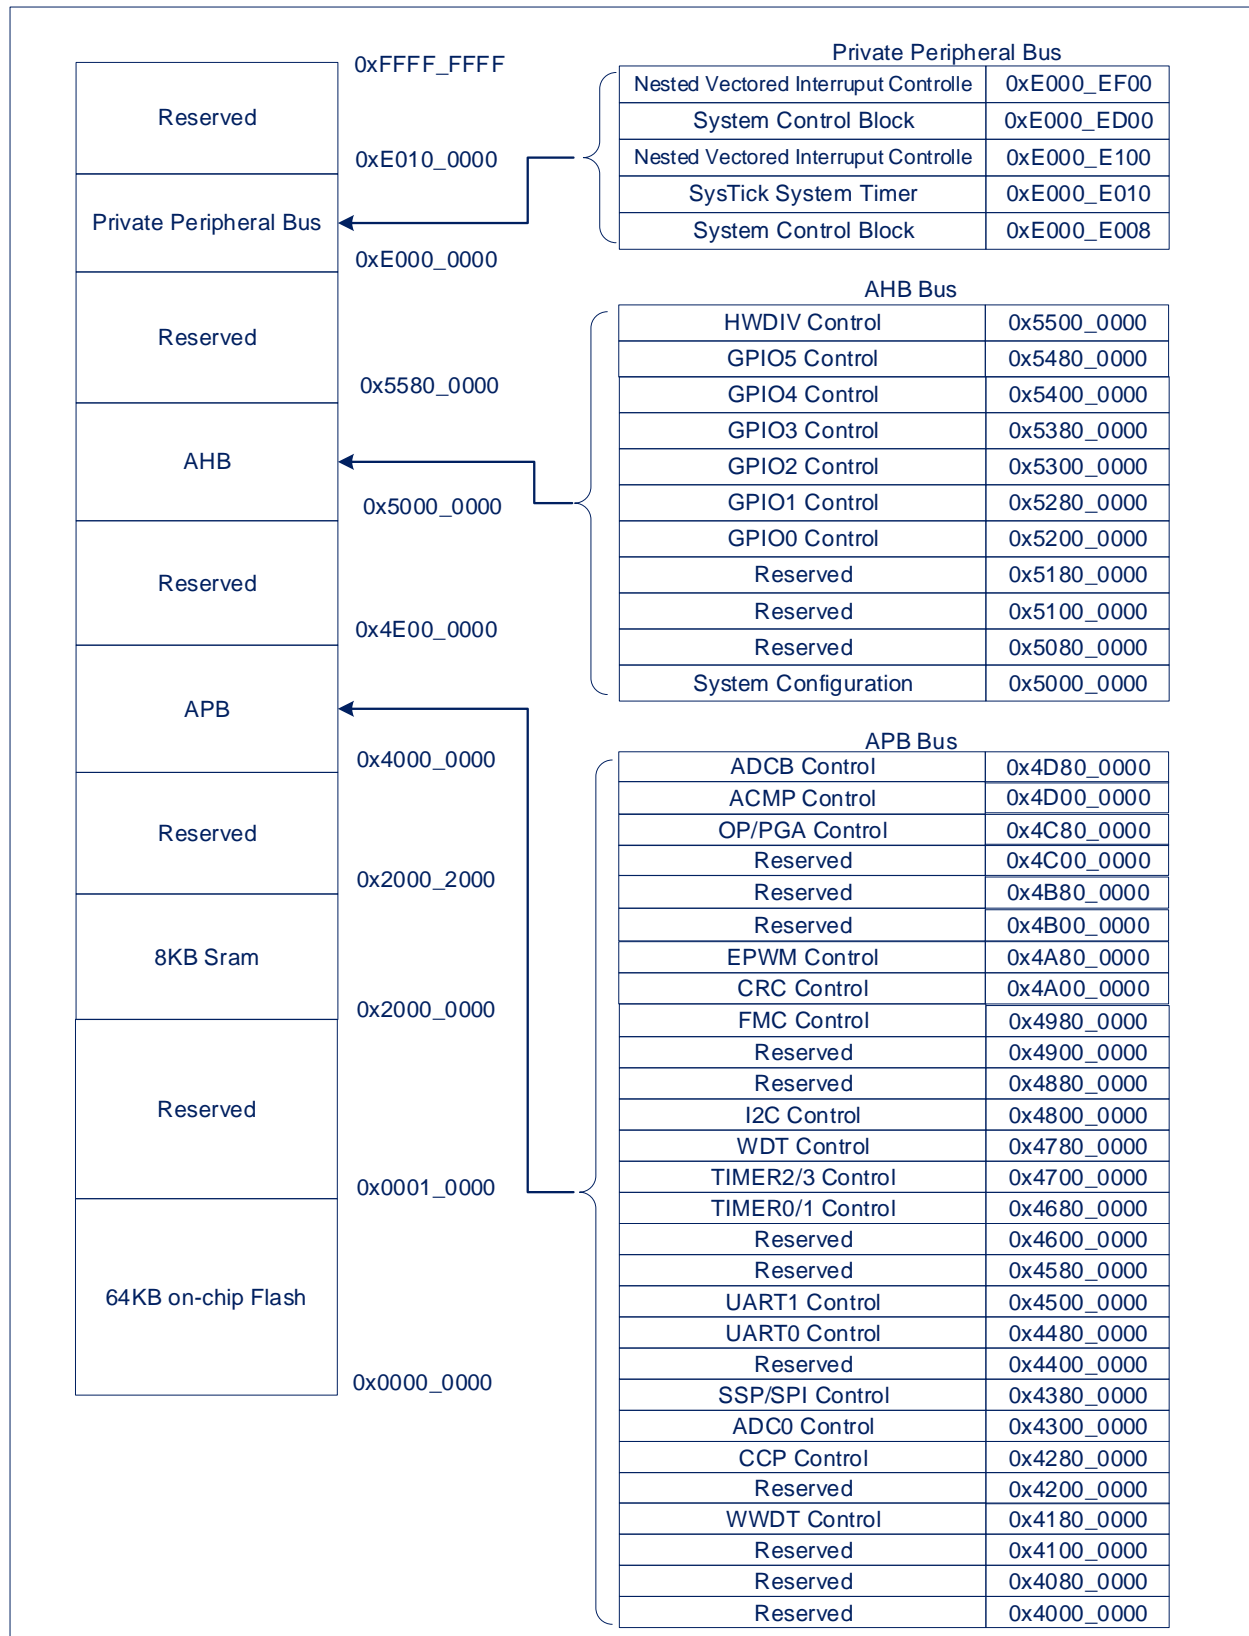 0xFFFF_FFFF
Reserved
0xE010_0000
Private Peripheral Bus
0xE000_0000
Reserved
0x5580_0000
AHB
0x5000_0000
Reserved
0x4E00_0000
APB
0x4000_0000
Reserved
0x2000_2000
8KB Sram
0x2000_0000
Reserved
0x0001_0000
64KB on-chip Flash
0x0000_0000
Private Peripheral Bus
Nested Vectored Interruput Controlle 0xE000_EF00
System Control Block 0xE000_ED00
Nested Vectored Interruput Controlle 0xE000_E100
SysTick System Timer 0xE000_E010
System Control Block 0xE000_E008
AHB Bus
HWDIV Control 0x5500_0000
GPIO5 Control 0x5480_0000
GPIO4 Control 0x5400_0000
GPIO3 Control 0x5380_0000
GPIO2 Control 0x5300_0000
GPIO1 Control 0x5280_0000
GPIO0 Control 0x5200_0000
Reserved 0x5180_0000
Reserved 0x5100_0000
Reserved 0x5080_0000
System Configuration 0x5000_0000
APB Bus
ADCB Control 0x4D80_0000
ACMP Control 0x4D00_0000
OP/PGA Control 0x4C80_0000
Reserved 0x4C00_0000
Reserved 0x4B80_0000
Reserved 0x4B00_0000
EPWM Control 0x4A80_0000
CRC Control 0x4A00_0000
FMC Control 0x4980_0000
Reserved 0x4900_0000
Reserved 0x4880_0000
I2C Control 0x4800_0000
WDT Control 0x4780_0000
TIMER2/3 Control 0x4700_0000
TIMER0/1 Control 0x4680_0000
Reserved 0x4600_0000
Reserved 0x4580_0000
UART1 Control 0x4500_0000
UART0 Control 0x4480_0000
Reserved 0x4400_0000
SSP/SPI Control 0x4380_0000
ADC0 Control 0x4300_0000
CCP Control 0x4280_0000
Reserved 0x4200_0000
WWDT Control 0x4180_0000
Reserved 0x4100_0000
Reserved 0x4080_0000
Reserved 0x4000_0000